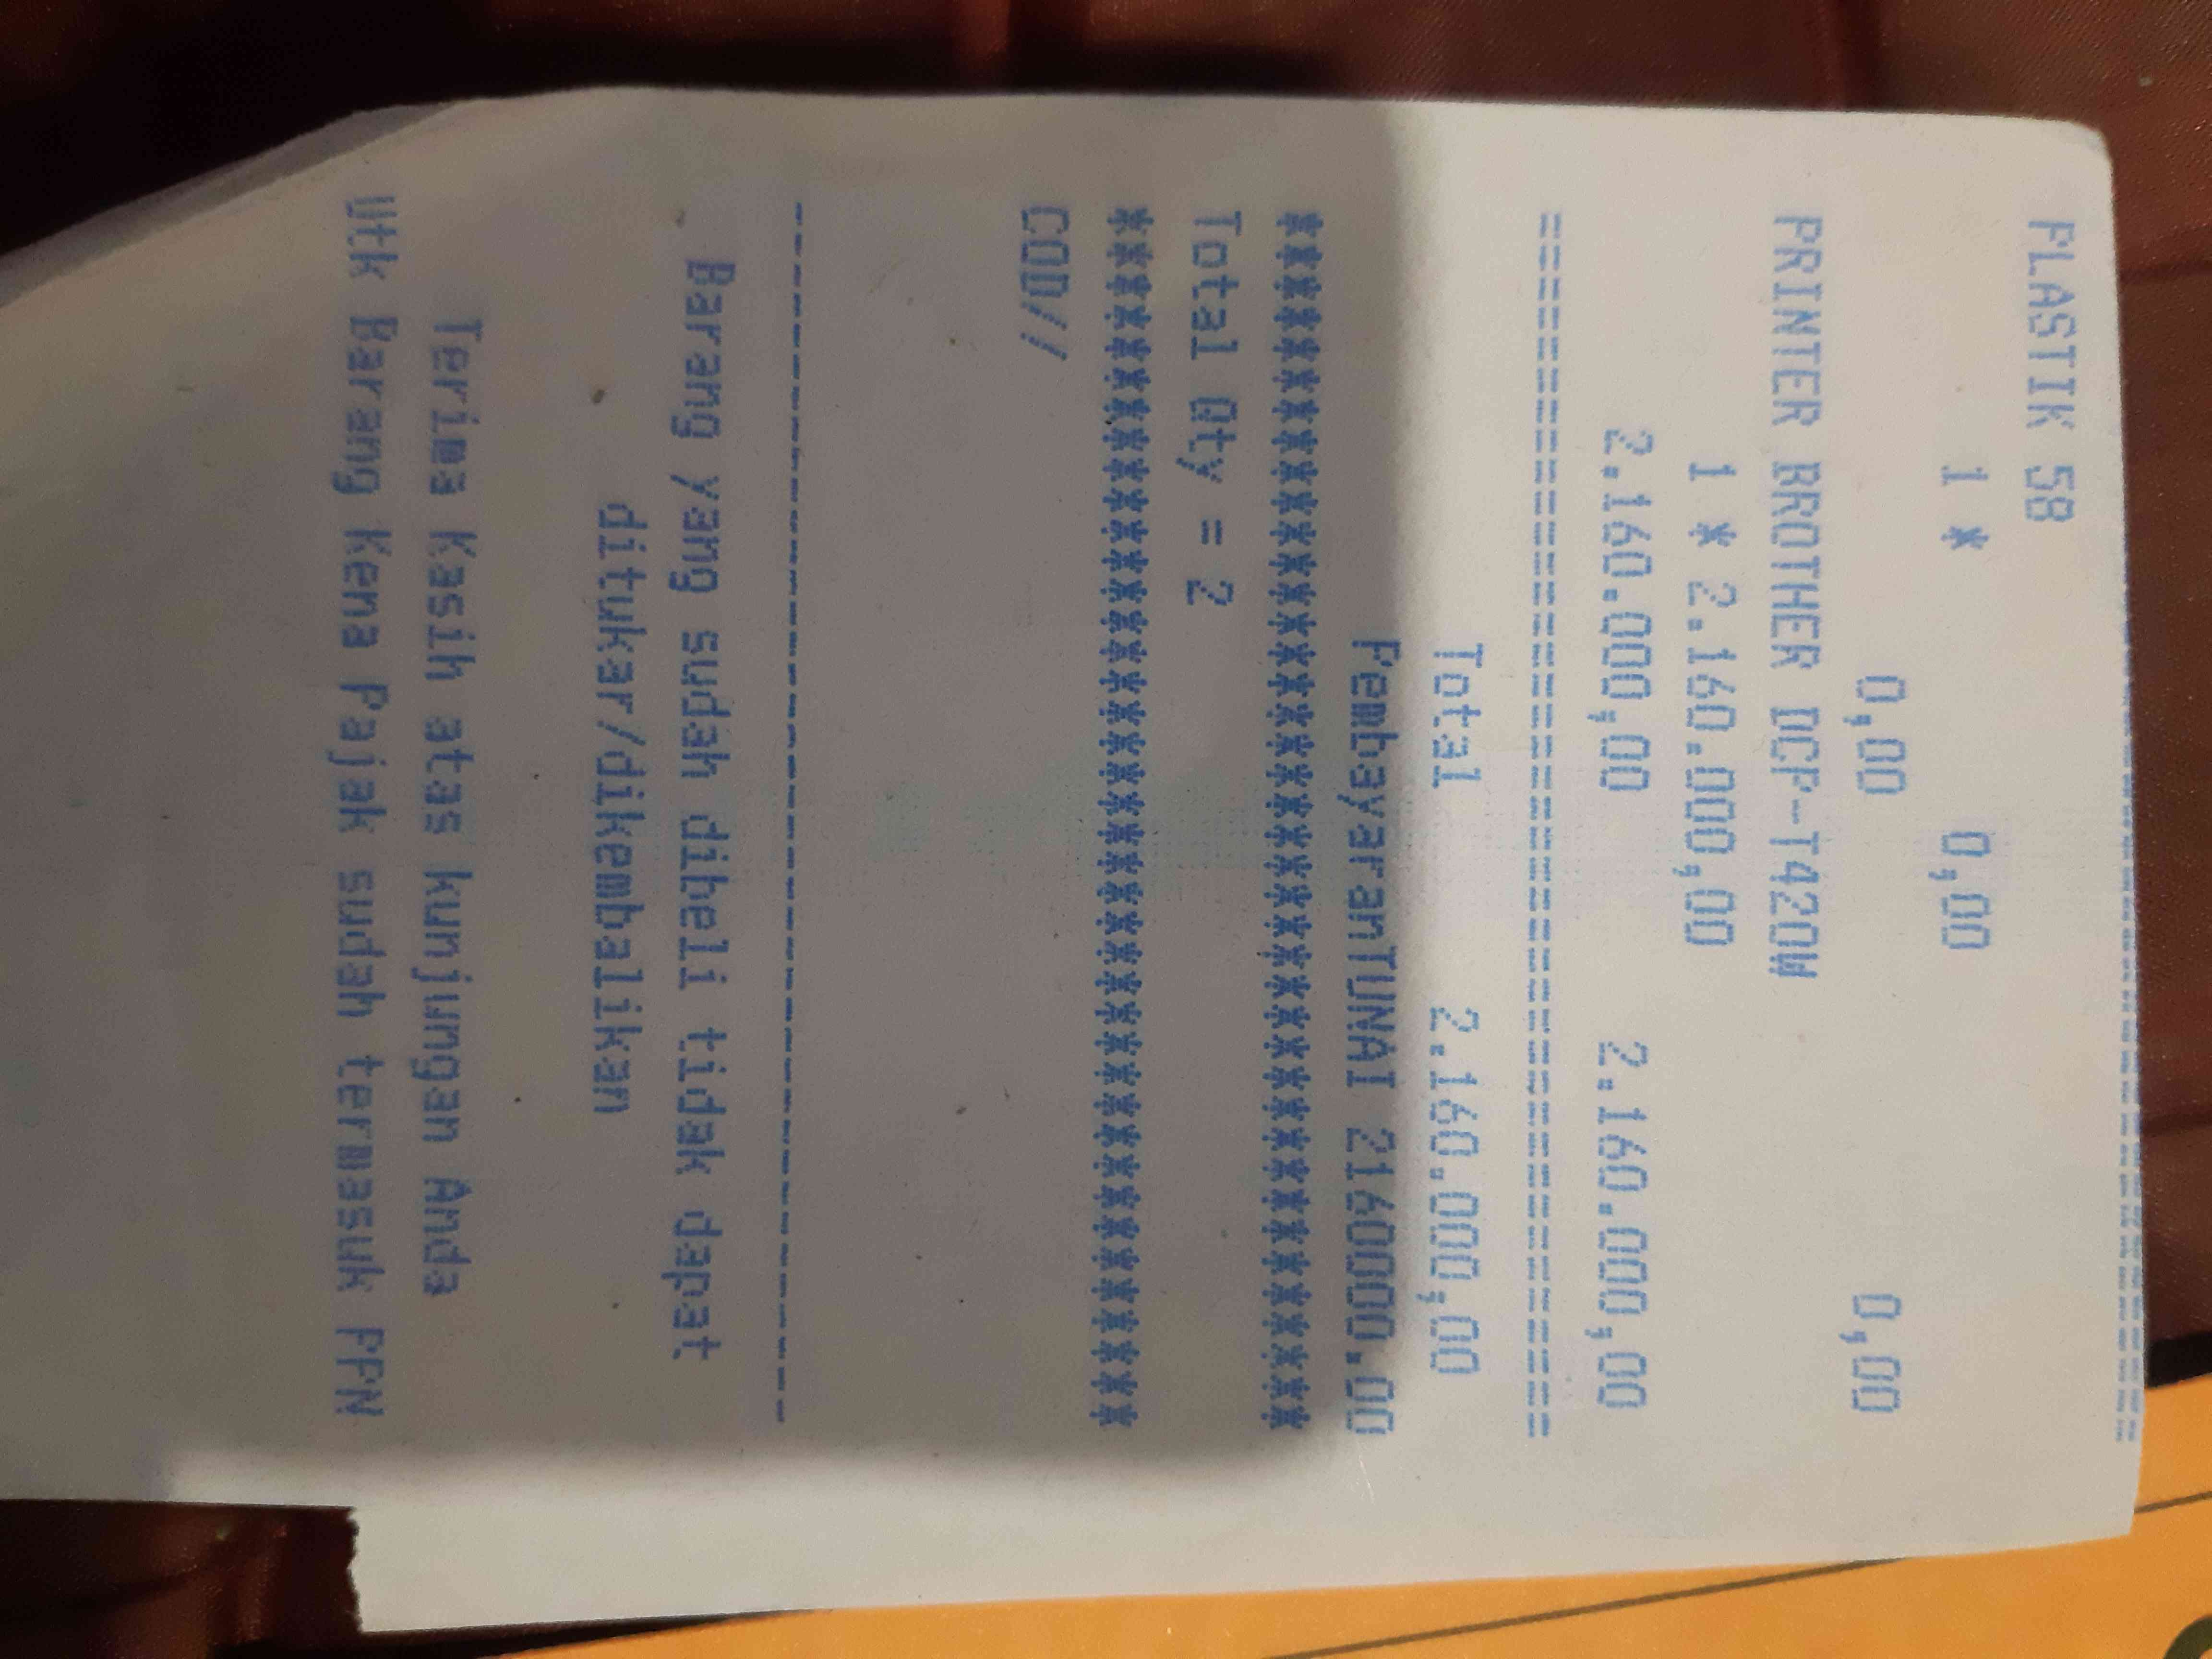 ========================================
PLASTIK 58
1 * 0,00
0,00 0,00
PRINTER BROTHER DCP-T420W
1 * 2.160.000,00
2.160.000,00 2.160.000,00
========================================
Total 2.160.000,00
PembayaranTUNAI 2160000.00
****************************************
Total Qty = 2
****************************************
COD//
----------------------------------------
Barang yang sudah dibeli tidak dapat
ditukar/dikembalikan
Terima Kasih atas kunjungan Anda
Utk Barang Kena Pajak sudah termasuk PPN